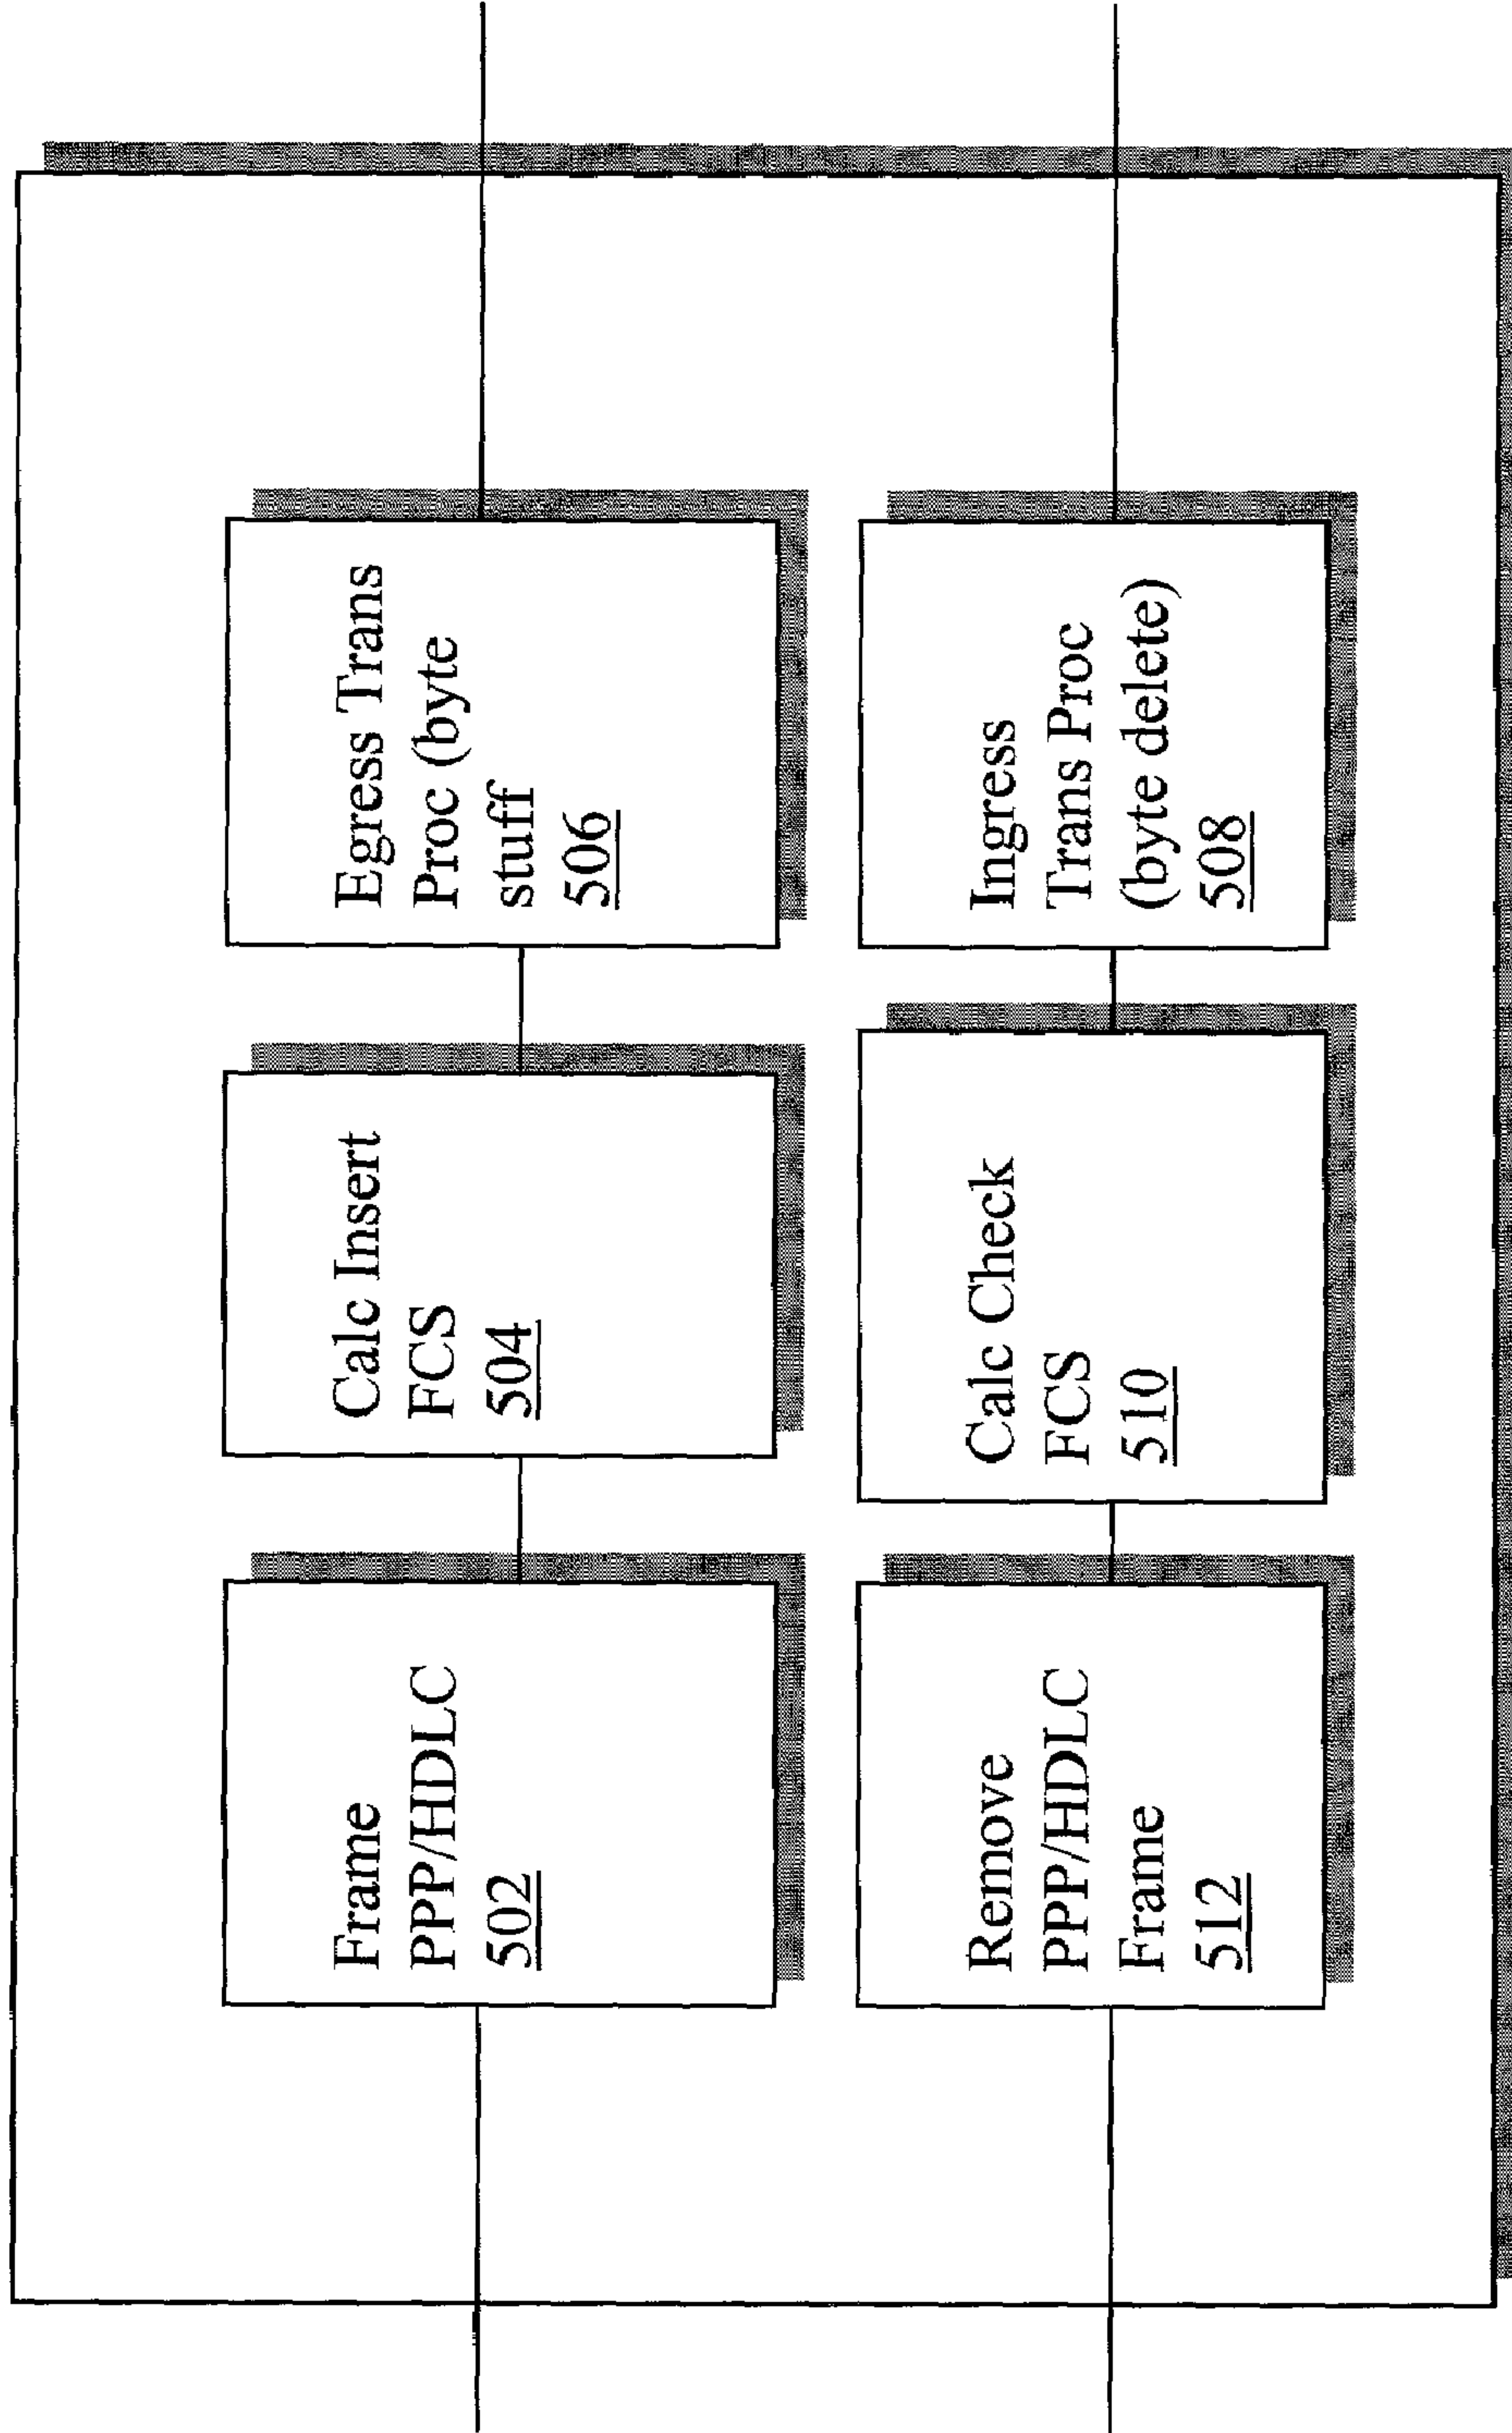 Frame
PPP/HDLC
502
Calc Insert
FCS
504
Egress Trans
Proc (byte
stuff
506
Remove
PPP/HDLC
Frame
512
Calc Check
FCS
510
Ingress
Trans Proc
(byte delete)
508